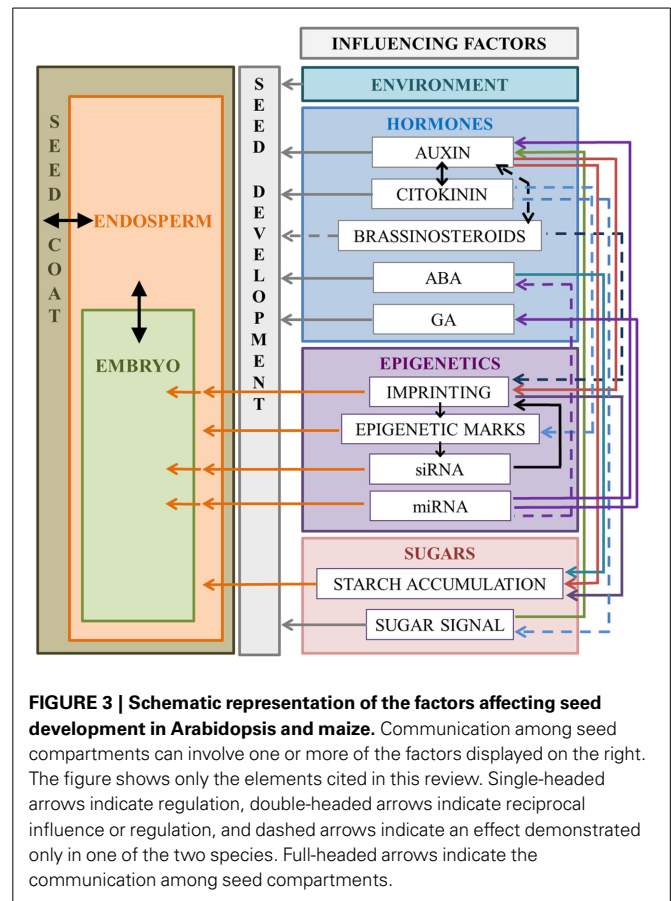 INFLUENCING FACTORS
SEED COAT
ENDOSPERM
EMBRYO
SEED DEVELOPMENT
ENVIRONMENT
HORMONES
AUXIN
CITOKININ
BRASSINOSTEROIDS
ABA
GA
EPIGENETICS
IMPRINTING
EPIGENETIC MARKS
siRNA
miRNA
SUGARS
STARCH ACCUMULATION
SUGAR SIGNAL
FIGURE 3 | Schematic representation of the factors affecting seed
development in Arabidopsis and maize. Communication among seed
compartments can involve one or more of the factors displayed on the right.
The figure shows only the elements cited in this review. Single-headed
arrows indicate regulation, double-headed arrows indicate reciprocal
influence or regulation, and dashed arrows indicate an effect demonstrated
only in one of the two species. Full-headed arrows indicate the
communication among seed compartments.